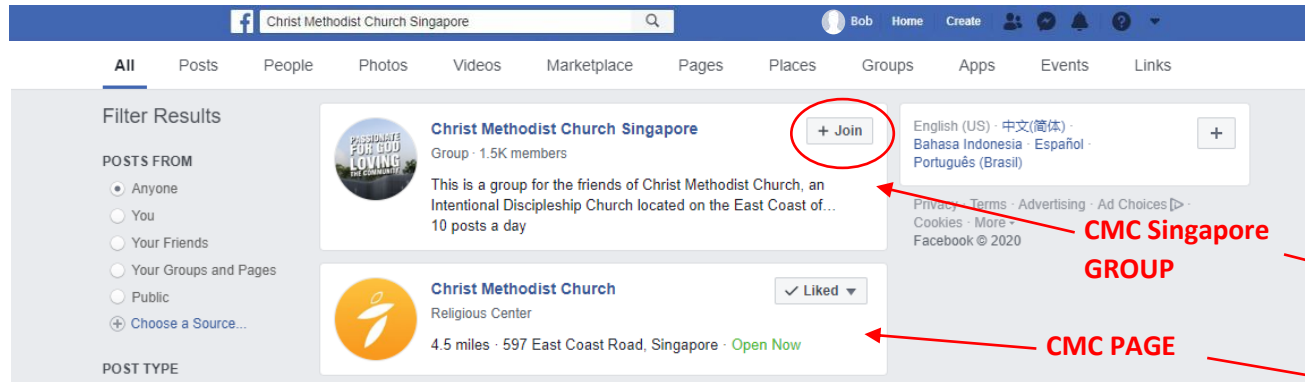 Christ Methodist Church Singapore
Bob Home Create
All Posts People Photos Videos Marketplace Pages Places Groups Apps Events Links
Filter Results
POSTS FROM
Anyone
You
Your Friends
Your Groups and Pages
Public
Choose a Source...
POST TYPE
PASSIONATE
FOR GOD
LOVING
THE COMMUNITY
Christ Methodist Church Singapore
+ Join
Group · 1.5K members
This is a group for the friends of Christ Methodist Church, an
Intentional Discipleship Church located on the East Coast of...
10 posts a day
Christ Methodist Church
Liked
Religious Center
4.5 miles · 597 East Coast Road, Singapore · Open Now
English (US) · 中文(简体) ·
Bahasa Indonesia · Español ·
Português (Brasil)
+
Privacy · Terms · Advertising · Ad Choices ·
Cookies · More
Facebook © 2020
CMC Singapore
GROUP
CMC PAGE